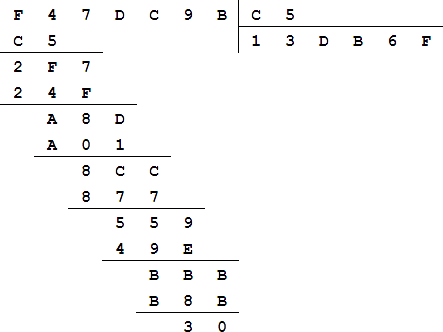 F 4 7 D C 9 B C 5
C 5 1 3 D B 6 F
2 F 7
2 4 F
A 8 D
A 0 1
8 C C
8 7 7
5 5 9
4 9 E
B B B
B 8 B
3 0